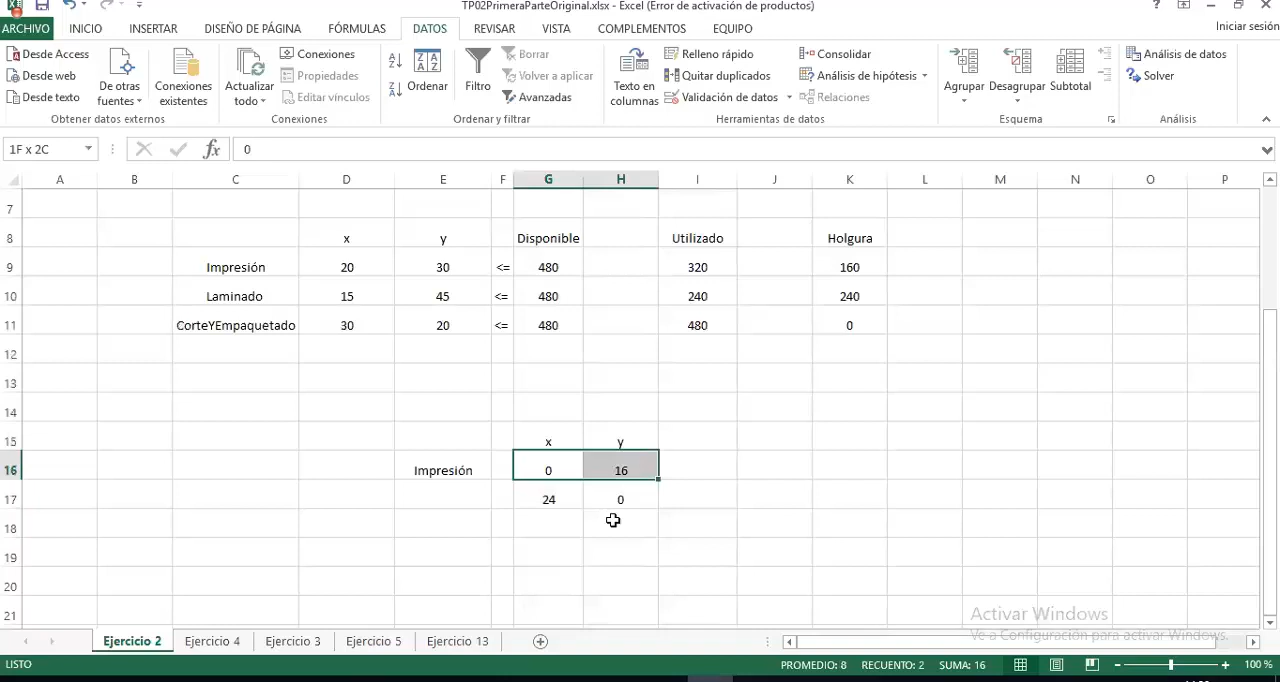 TP02PrimeraParteOriginal.xlsx - Excel (Error de activación de productos)
ARCHIVO INICIO INSERTAR DISEÑO DE PÁGINA FÓRMULAS DATOS REVISAR VISTA COMPLEMENTOS EQUIPO Iniciar sesión
Desde Access
Desde web
Desde texto
De otras fuentes
Conexiones existentes
Obtener datos externos
Actualizar todo
Conexiones
Propiedades
Editar vínculos
Conexiones
Ordenar
Filtro
Borrar
Volver a aplicar
Avanzadas
Ordenar y filtrar
Texto en columnas
Relleno rápido
Quitar duplicados
Validación de datos
Consolidar
Análisis de hipótesis
Relaciones
Herramientas de datos
Agrupar
Desagrupar
Subtotal
Esquema
Análisis de datos
Solver
Análisis
1F x 2C fx 0
A B C D E F G H I J K L M N O P
7
8 x y Disponible Utilizado Holgura
9 Impresión 20 30 <= 480 320 160
10 Laminado 15 45 <= 480 240 240
11 CorteYEmpaquetado 30 20 <= 480 480 0
12
13
14
15 x y
16 Impresión 0 16
17 24 0
18
19
20
21
Activar Windows
Ve a Configuración para activar Windows.
Ejercicio 2 Ejercicio 4 Ejercicio 3 Ejercicio 5 Ejercicio 13
LISTO PROMEDIO: 8 RECUENTO: 2 SUMA: 16 100 %